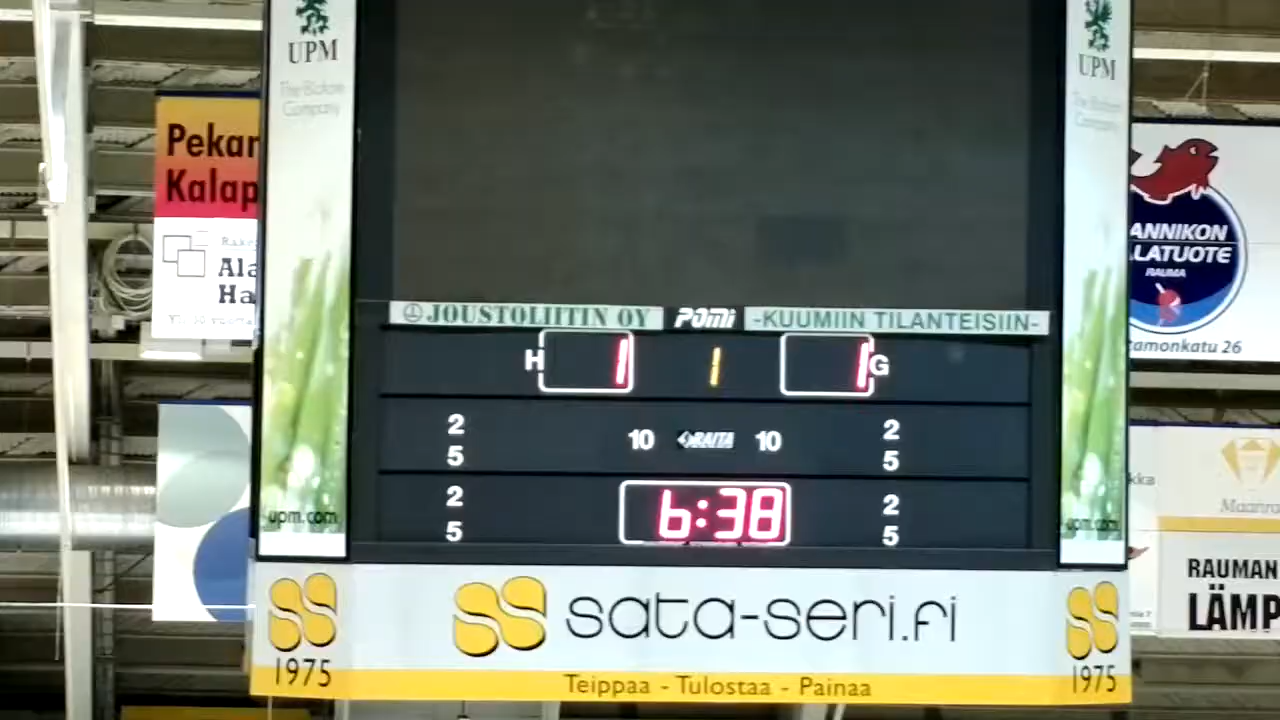 UPM
The Biofore
Company
upm.com
UPM
The Biofore
Company
upm.com
Pekan
Kalap
Ala
Ha
ANNIKON
LATUOTE
RAUMA
amonkatu 26
JOUSTOLIITIN OY
POMI
-KUUMIIN TILANTEISIIN-
H 1 1 1 G
2 10 RAITA 10 2
5 5
2 6:38 2
5 5
kka
RAUMAN
LÄMP
1975
sata-seri.fi
1975
Teippaa - Tulostaa - Painaa